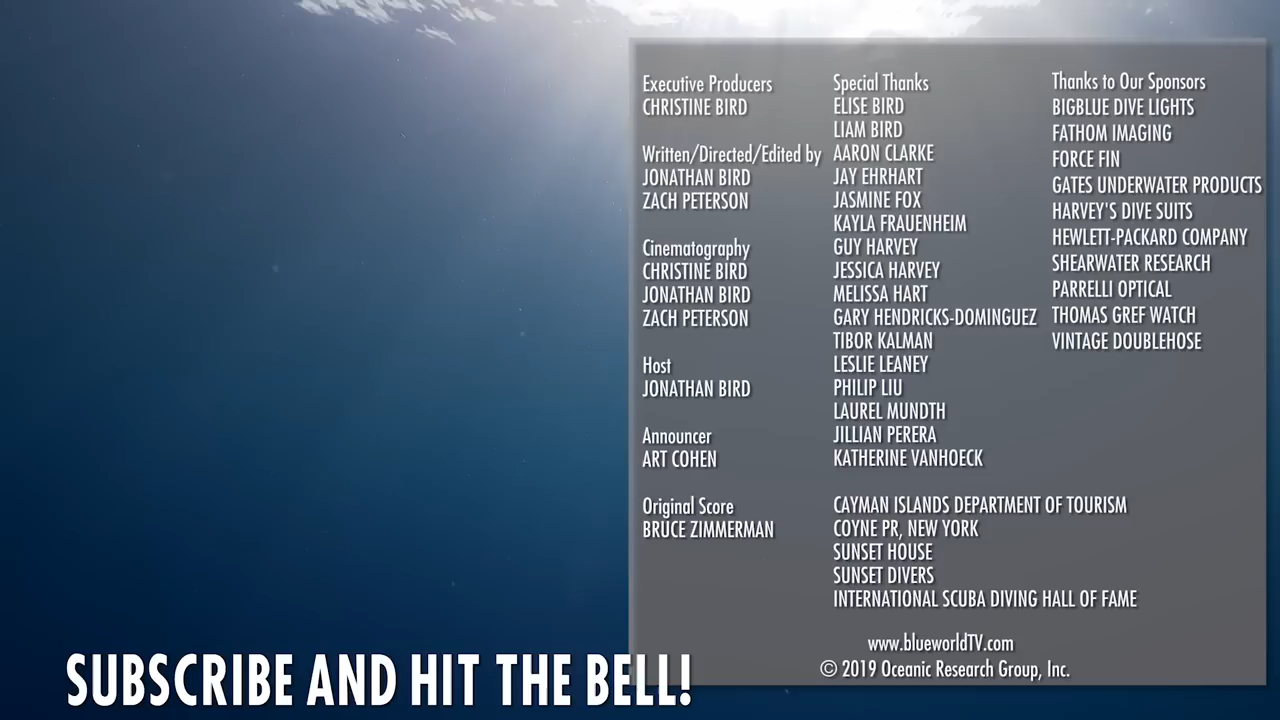 Executive Producers
CHRISTINE BIRD
Written/Directed/Edited by
JONATHAN BIRD
ZACH PETERSON
Cinematography
CHRISTINE BIRD
JONATHAN BIRD
ZACH PETERSON
Host
JONATHAN BIRD
Announcer
ART COHEN
Original Score
BRUCE ZIMMERMAN
Special Thanks
ELISE BIRD
LIAM BIRD
AARON CLARKE
JAY EHRHART
JASMINE FOX
KAYLA FRAUENHEIM
GUY HARVEY
JESSICA HARVEY
MELISSA HART
GARY HENDRICKS-DOMINGUEZ
TIBOR KALMAN
LESLIE LEANEY
PHILIP LIU
LAUREL MUNDTH
JILLIAN PERERA
KATHERINE VANHOECK
CAYMAN ISLANDS DEPARTMENT OF TOURISM
COYNE PR, NEW YORK
SUNSET HOUSE
SUNSET DIVERS
INTERNATIONAL SCUBA DIVING HALL OF FAME
Thanks to Our Sponsors
BIGBLUE DIVE LIGHTS
FATHOM IMAGING
FORCE FIN
GATES UNDERWATER PRODUCTS
HARVEY'S DIVE SUITS
HEWLETT-PACKARD COMPANY
SHEARWATER RESEARCH
PARRELLI OPTICAL
THOMAS GREF WATCH
VINTAGE DOUBLEHOSE
www.blueworldTV.com
© 2019 Oceanic Research Group, Inc.
SUBSCRIBE AND HIT THE BELL!